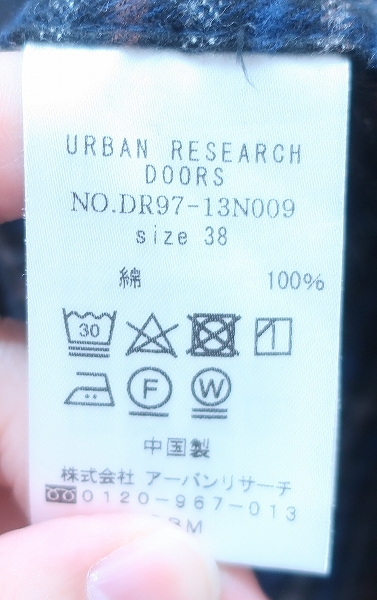 URBAN RESEARCH
DOORS
NO.DR97-13N009
size 38
綿 100%
30
F W
中国製
株式会社 アーバンリサーチ
0120-967-013